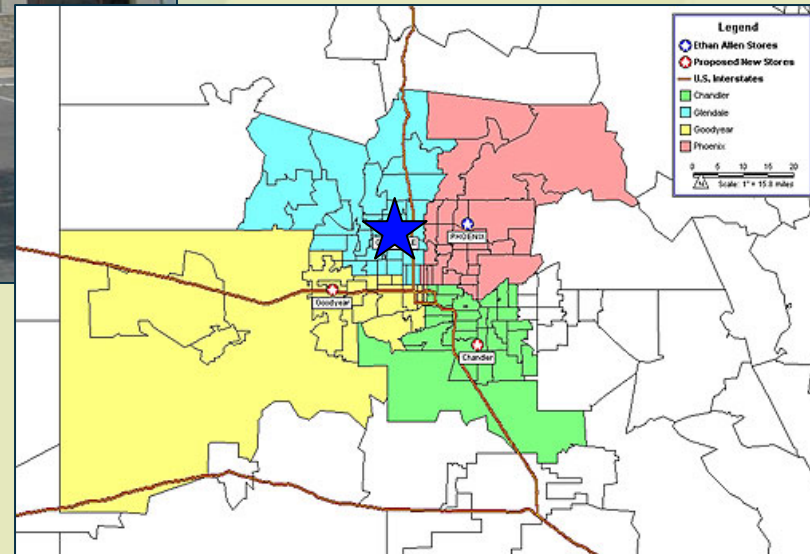 Legend
Ethan Allen Stores
Proposed New Stores
U.S. Interstates
Chandler
Glendale
Goodyear
Phoenix
0 5 10 15 20
Scale: 1" = 15.8 miles
PHOENIX
Goodyear
Chandler